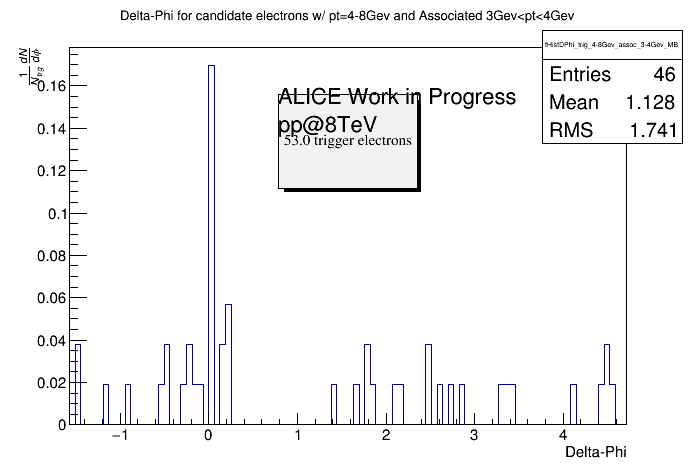 Delta-Phi for candidate electrons w/ pt=4-8Gev and Associated 3Gev<pt<4Gev
fHistDPhi_trig_4-8Gev_assoc_3-4Gev_MB
Entries 46
Mean 1.128
RMS 1.741
1/N_trg dN/dϕ
ALICE Work in Progress
pp@8TeV
53.0 trigger electrons
0.16
0.14
0.12
0.1
0.08
0.06
0.04
0.02
0
−1 0 1 2 3 4
Delta-Phi